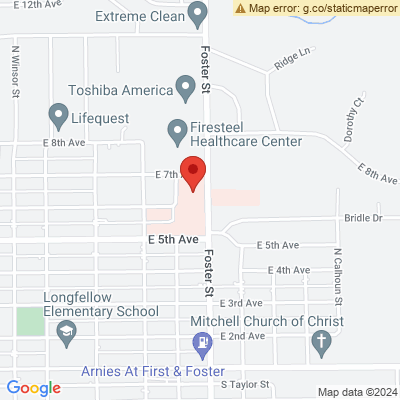 E 12th Ave
Map error: g.co/staticmaperror
Extreme Clean
Foster St
Ridge Ln
N Winsor St
Toshiba America
Lifequest
Dorothy Ct
Firesteel
Healthcare Center
E 8th Ave
E 8th Ave
E 7th
Bridle Dr
E 5th Ave
E 5th Ave
Foster St
E 4th Ave
N Calhoun St
Longfellow
Elementary School
E 3rd Ave
Mitchell Church of Christ
E 2nd Ave
Arnies At First & Foster
S Taylor St
Google
Map data ©2024